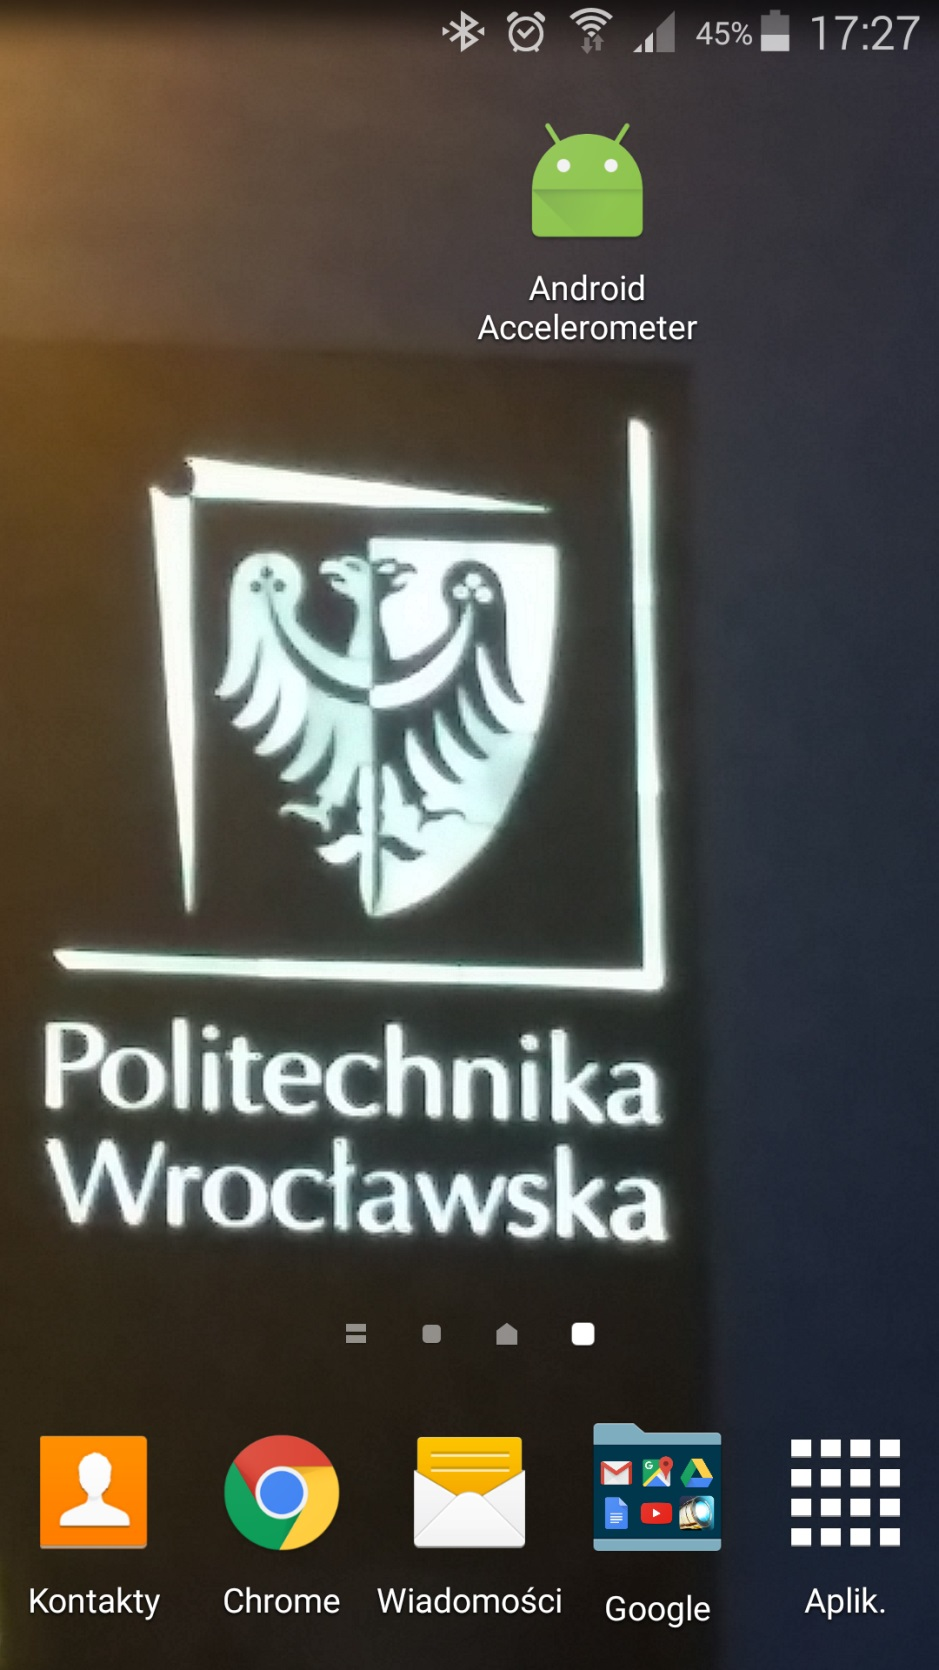 45% 17:27
Android
Accelerometer
Politechnika
Wrocławska
Kontakty Chrome Wiadomości Google Aplik.